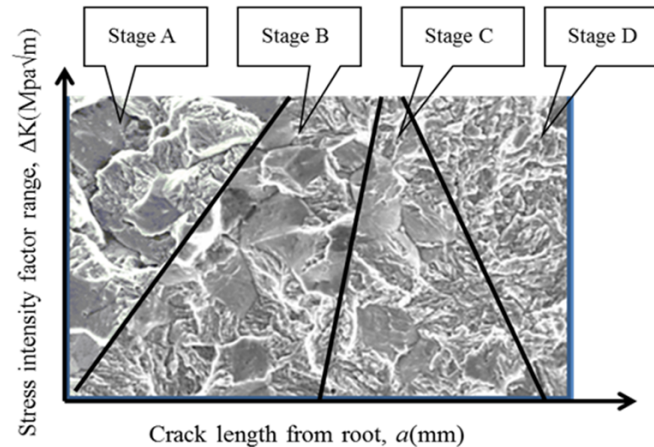 Stage A
Stage B
Stage C
Stage D
Stress intensity factor range, ΔK(Mpa√m)
Crack length from root, a(mm)